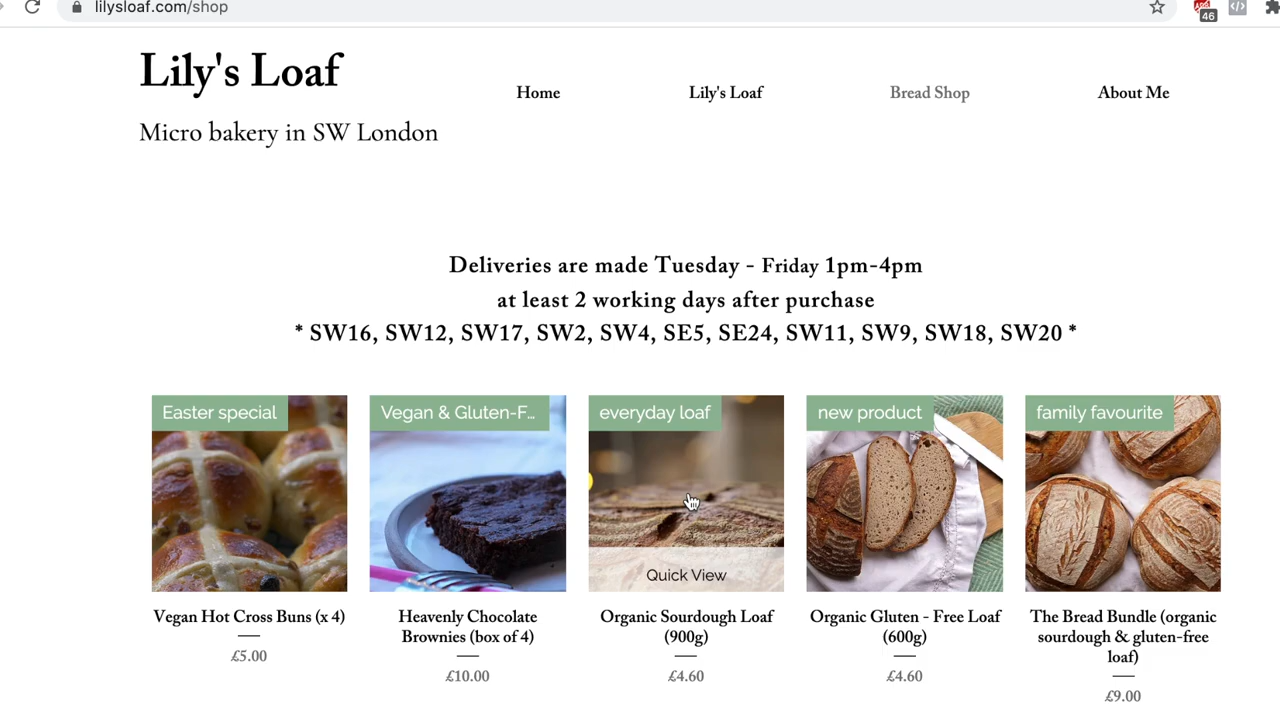 lilysloaf.com/shop
46
Lily's Loaf
Home
Lily's Loaf
Bread Shop
About Me
Micro bakery in SW London
Deliveries are made Tuesday - Friday 1pm-4pm
at least 2 working days after purchase
* SW16, SW12, SW17, SW2, SW4, SE5, SE24, SW11, SW9, SW18, SW20 *
Easter special
Vegan & Gluten-F...
everyday loaf
new product
family favourite
Quick View
Vegan Hot Cross Buns (x 4)
£5.00
Heavenly Chocolate
Brownies (box of 4)
£10.00
Organic Sourdough Loaf
(900g)
£4.60
Organic Gluten - Free Loaf
(600g)
£4.60
The Bread Bundle (organic
sourdough & gluten-free
loaf)
£9.00